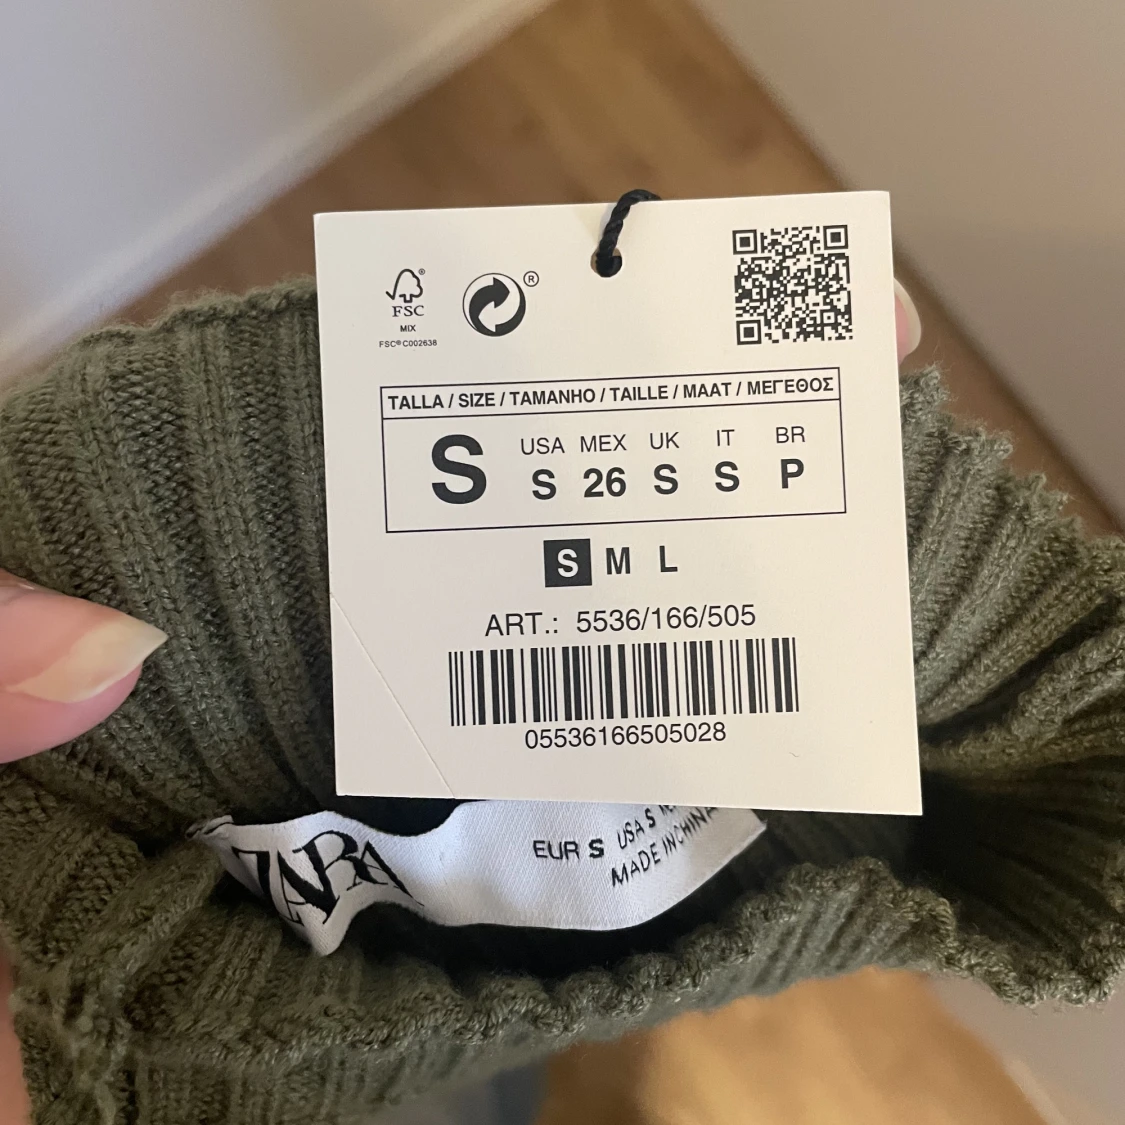 ®
FSC
MIX
FSC® C002638
®
TALLA / SIZE / TAMANHO / TAILLE / MAAT / ΜΕΓΕΘΟΣ
S
USA MEX UK IT BR
S 26 S S P
S M L
ART.: 5536/166/505
05536166505028
ZARA
EUR S USA S
MADE IN CHINA